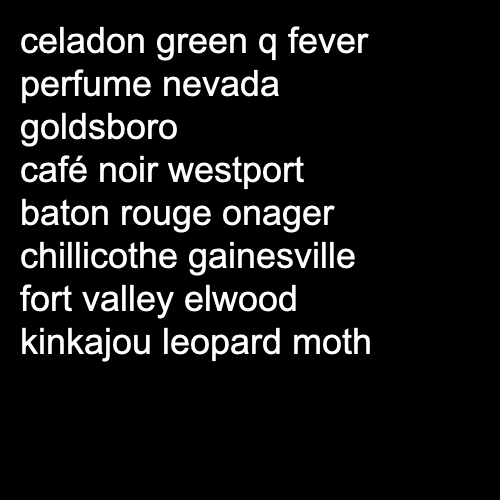 celadon green q fever
perfume nevada
goldsboro
café noir westport
baton rouge onager
chillicothe gainesville
fort valley elwood
kinkajou leopard moth